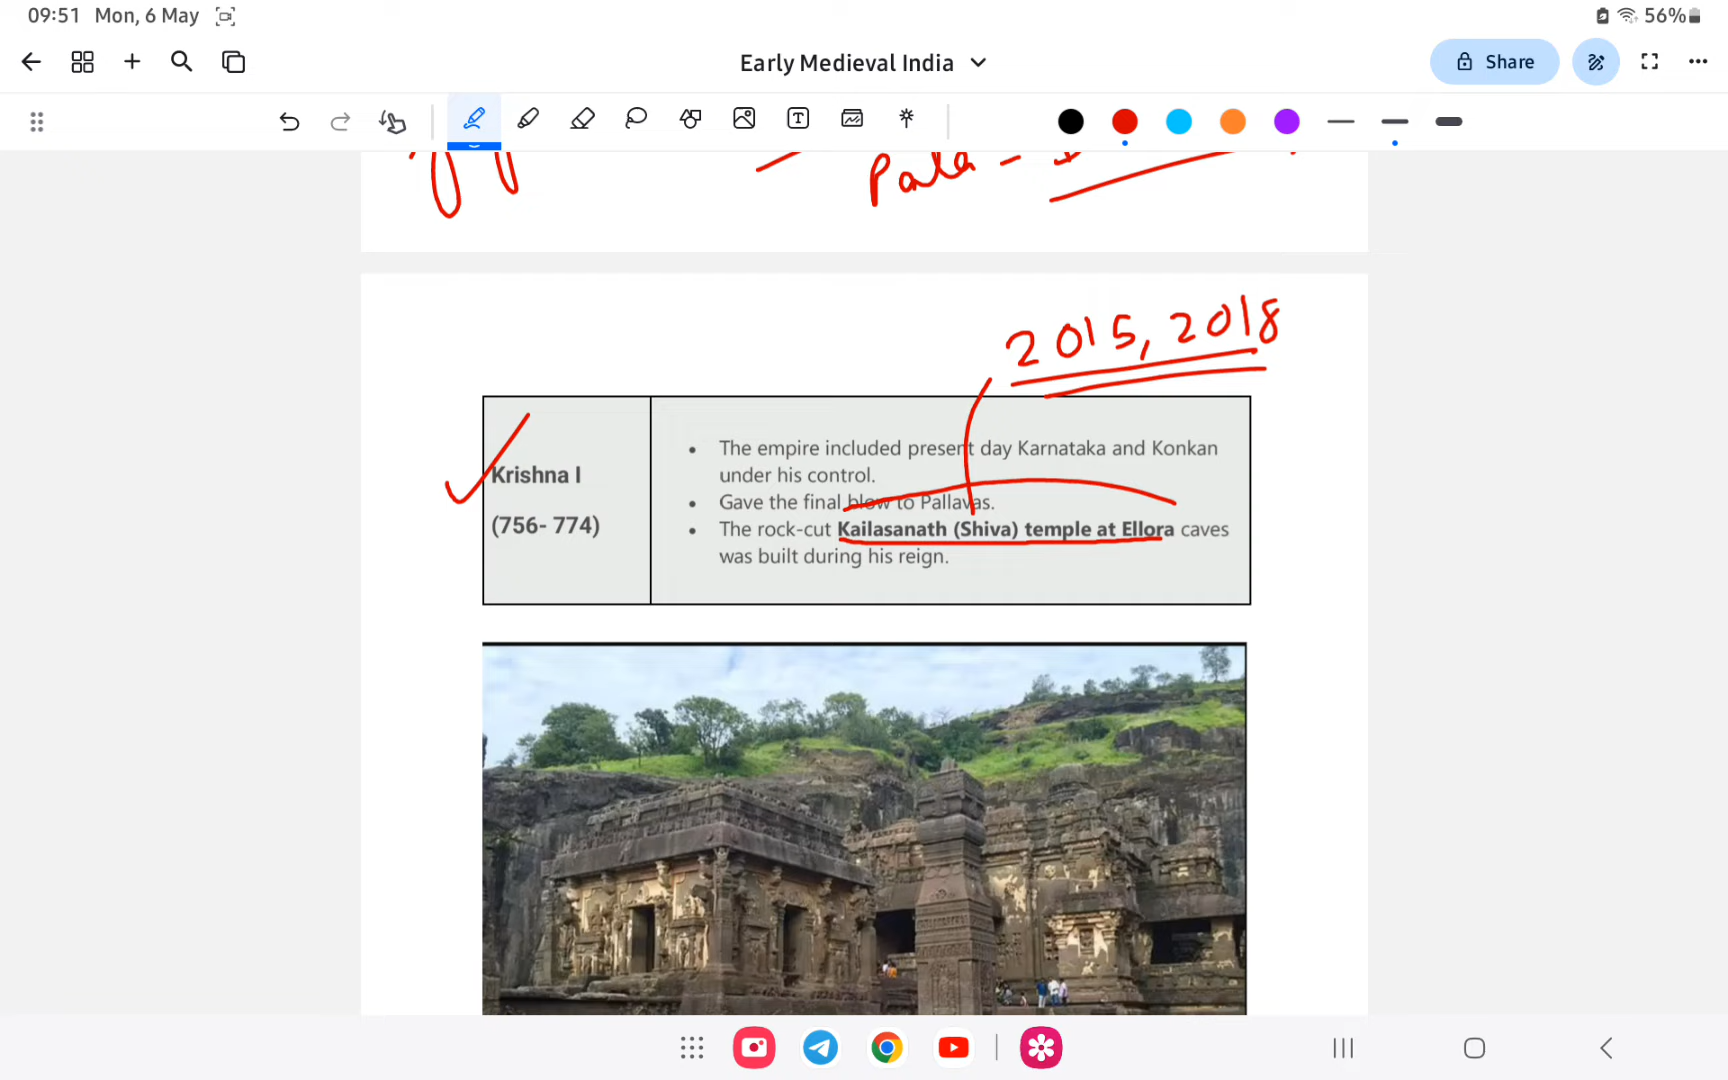 09:51 Mon, 6 May
56%
Early Medieval India
Share
Pala -
2015, 2018
Krishna I
(756- 774)
The empire included present day Karnataka and Konkan
under his control.
Gave the final blow to Pallavas.
The rock-cut Kailasanath (Shiva) temple at Ellora caves
was built during his reign.